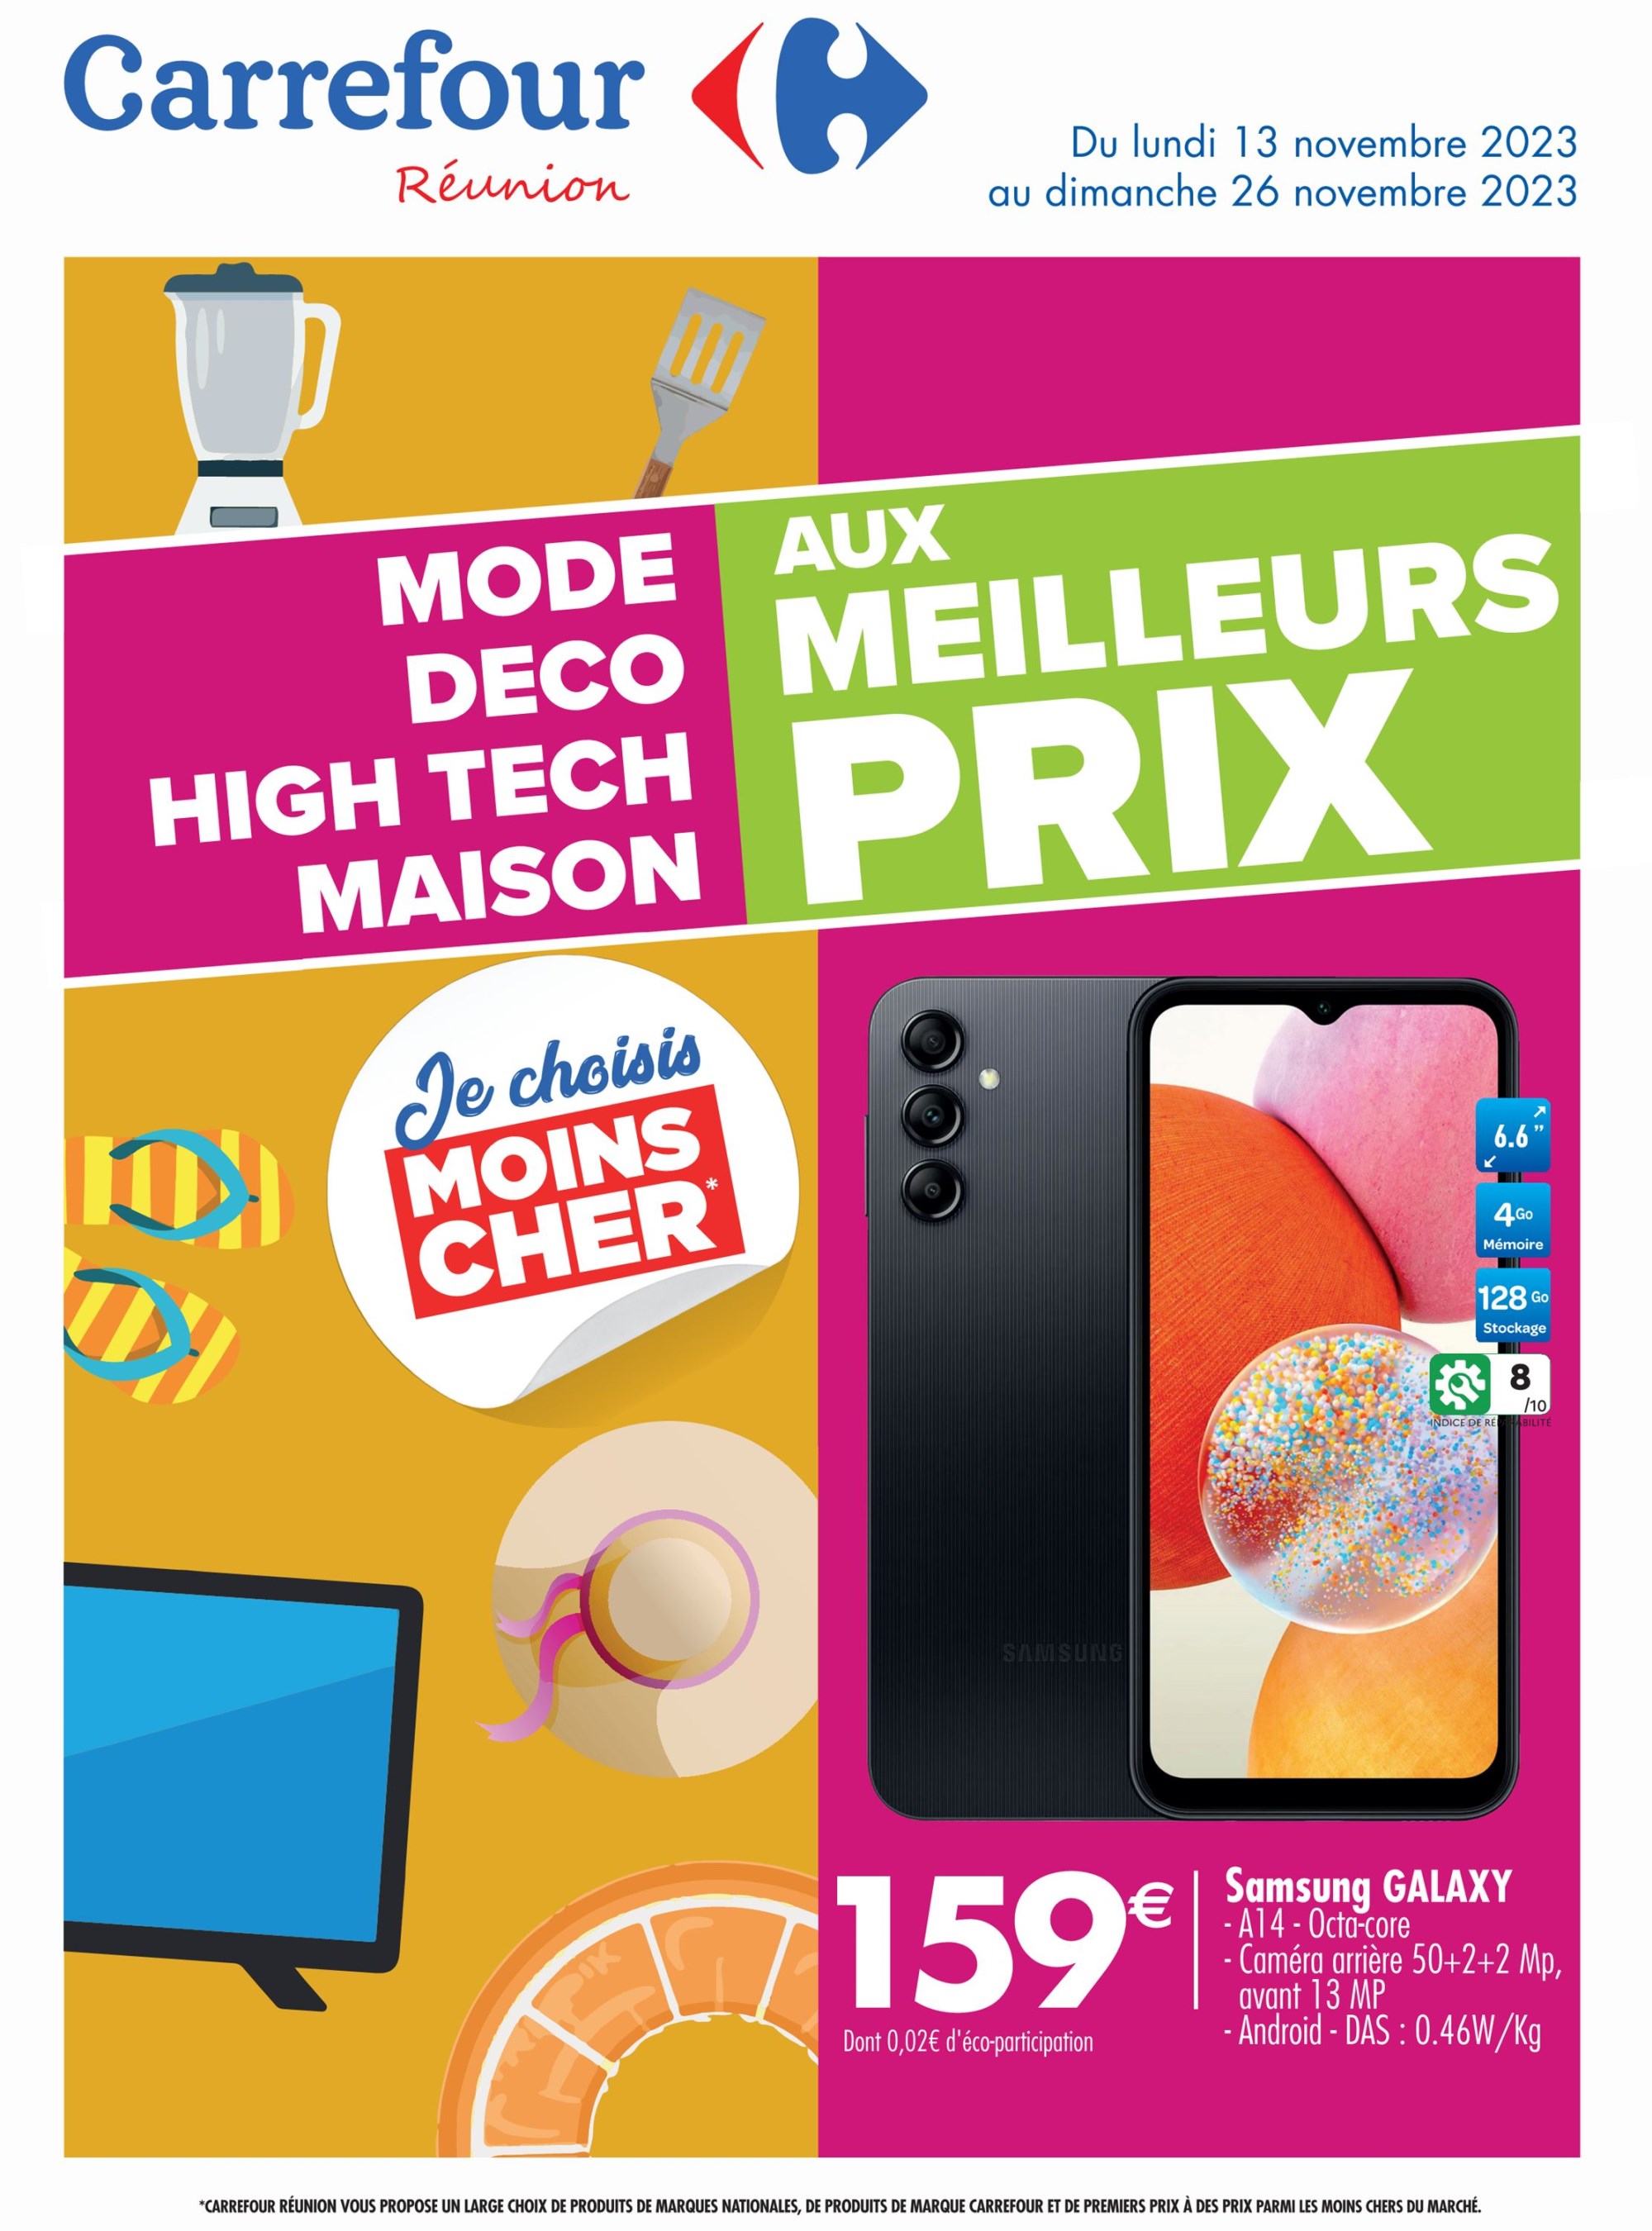 Carrefour
Réunion
Du lundi 13 novembre 2023
au dimanche 26 novembre 2023
MODE
DECO
HIGH TECH
MAISON
AUX
MEILLEURS
PRIX
Je choisis
MOINS
CHER*
6.6”
4Go
Mémoire
128 Go
Stockage
8
/10
INDICE DE
SAMSUNG
159€
Dont 0,02€ d'éco-participation
Samsung GALAXY
- A14 - Octa-core
- Caméra arrière 50+2+2 Mp,
avant 13 MP
- Android - DAS : 0.46W/Kg
*CARREFOUR RÉUNION VOUS PROPOSE UN LARGE CHOIX DE PRODUITS DE MARQUES NATIONALES, DE PRODUITS DE MARQUE CARREFOUR ET DE PREMIERS PRIX À DES PRIX PARMI LES MOINS CHERS DU MARCHÉ.